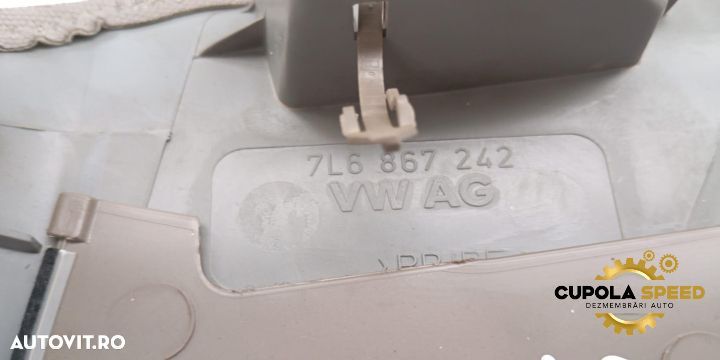 7L6 867 242
VW AG
CUPOLA SPEED
DEZMEMBRĂRI AUTO
AUTOVIT.RO